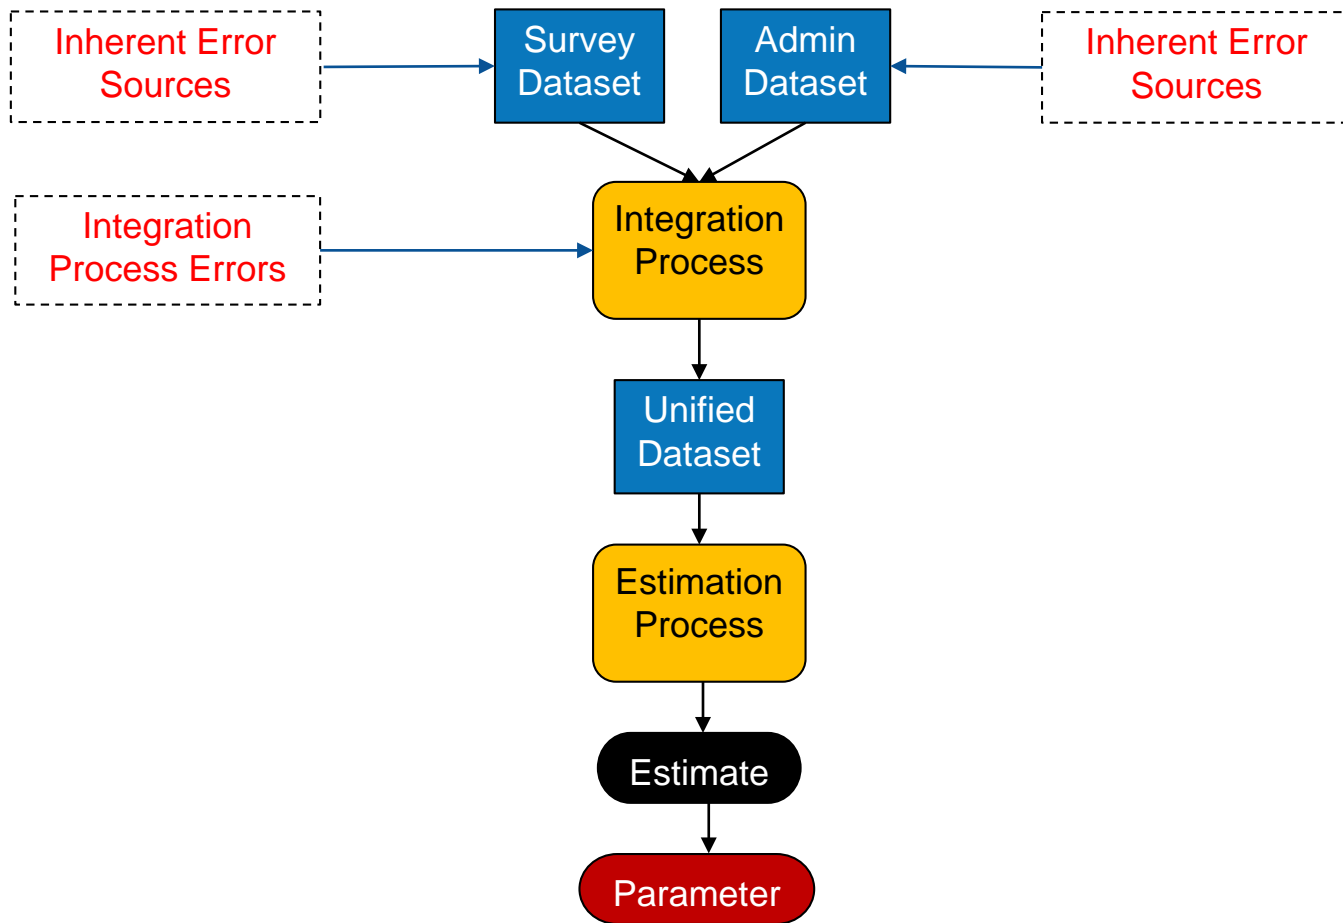 Inherent Error
Sources
Survey
Dataset
Admin
Dataset
Inherent Error
Sources
Integration
Process Errors
Integration
Process
Unified
Dataset
Estimation
Process
Estimate
Parameter